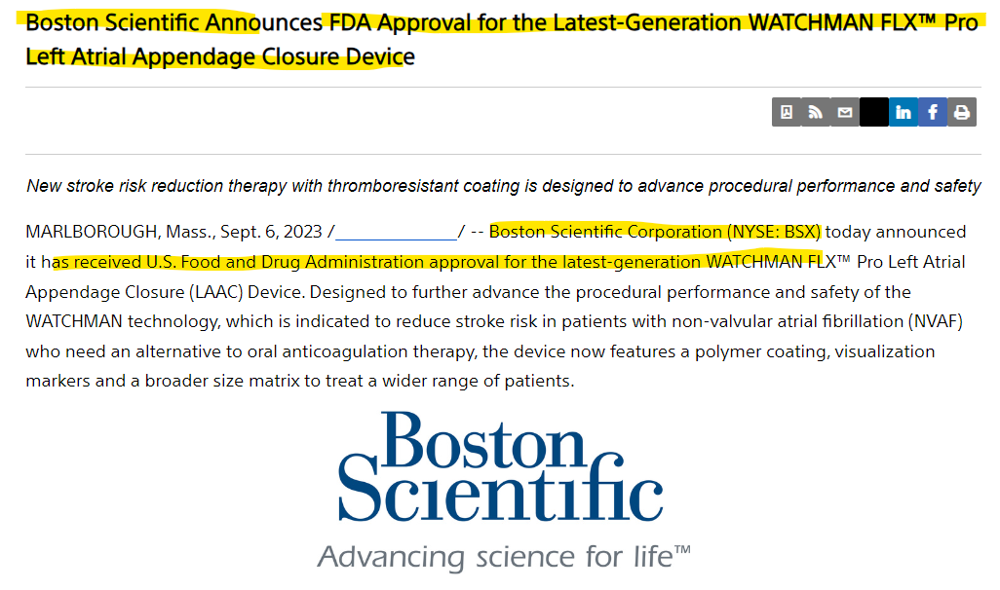 Boston Scientific Announces FDA Approval for the Latest-Generation WATCHMAN FLX™ Pro
Left Atrial Appendage Closure Device
in f
New stroke risk reduction therapy with thromboresistant coating is designed to advance procedural performance and safety
MARLBOROUGH, Mass., Sept. 6, 2023 /____________/ -- Boston Scientific Corporation (NYSE: BSX) today announced
it has received U.S. Food and Drug Administration approval for the latest-generation WATCHMAN FLX™ Pro Left Atrial
Appendage Closure (LAAC) Device. Designed to further advance the procedural performance and safety of the
WATCHMAN technology, which is indicated to reduce stroke risk in patients with non-valvular atrial fibrillation (NVAF)
who need an alternative to oral anticoagulation therapy, the device now features a polymer coating, visualization
markers and a broader size matrix to treat a wider range of patients.
Boston
Scientific
Advancing science for life™